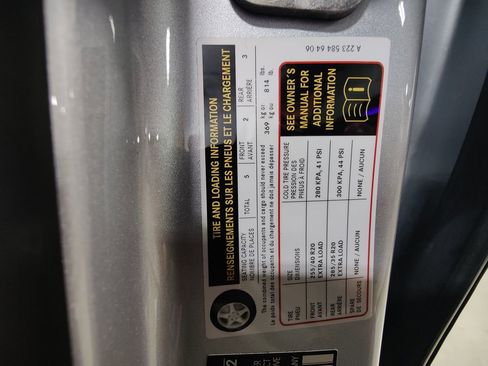 TIRE AND LOADING INFORMATION
RENSEIGNEMENTS SUR LES PNEUS ET LE CHARGEMENT
SEATING CAPACITY TOTAL 5 FRONT 2 REAR 3
NOMBRE DE PLACES AVANT ARRIÈRE
The combined weight of occupants and cargo should never exceed 369 kg or 814 lbs.
Le poids total des occupants et du chargement ne doit jamais dépasser kg ou lb.
TIRE SIZE COLD TIRE PRESSURE
PNEU DIMENSIONS PRESSION DES PNEUS À FROID
FRONT 255/40 R20 280 KPA, 41 PSI
AVANT EXTRA LOAD
REAR 285/35 R20 300 KPA, 44 PSI
ARRIÈRE EXTRA LOAD
SPARE NONE / AUCUN NONE / AUCUN
DE SECOURS
SEE OWNER'S
MANUAL FOR
ADDITIONAL
INFORMATION
A 223 584 64 06